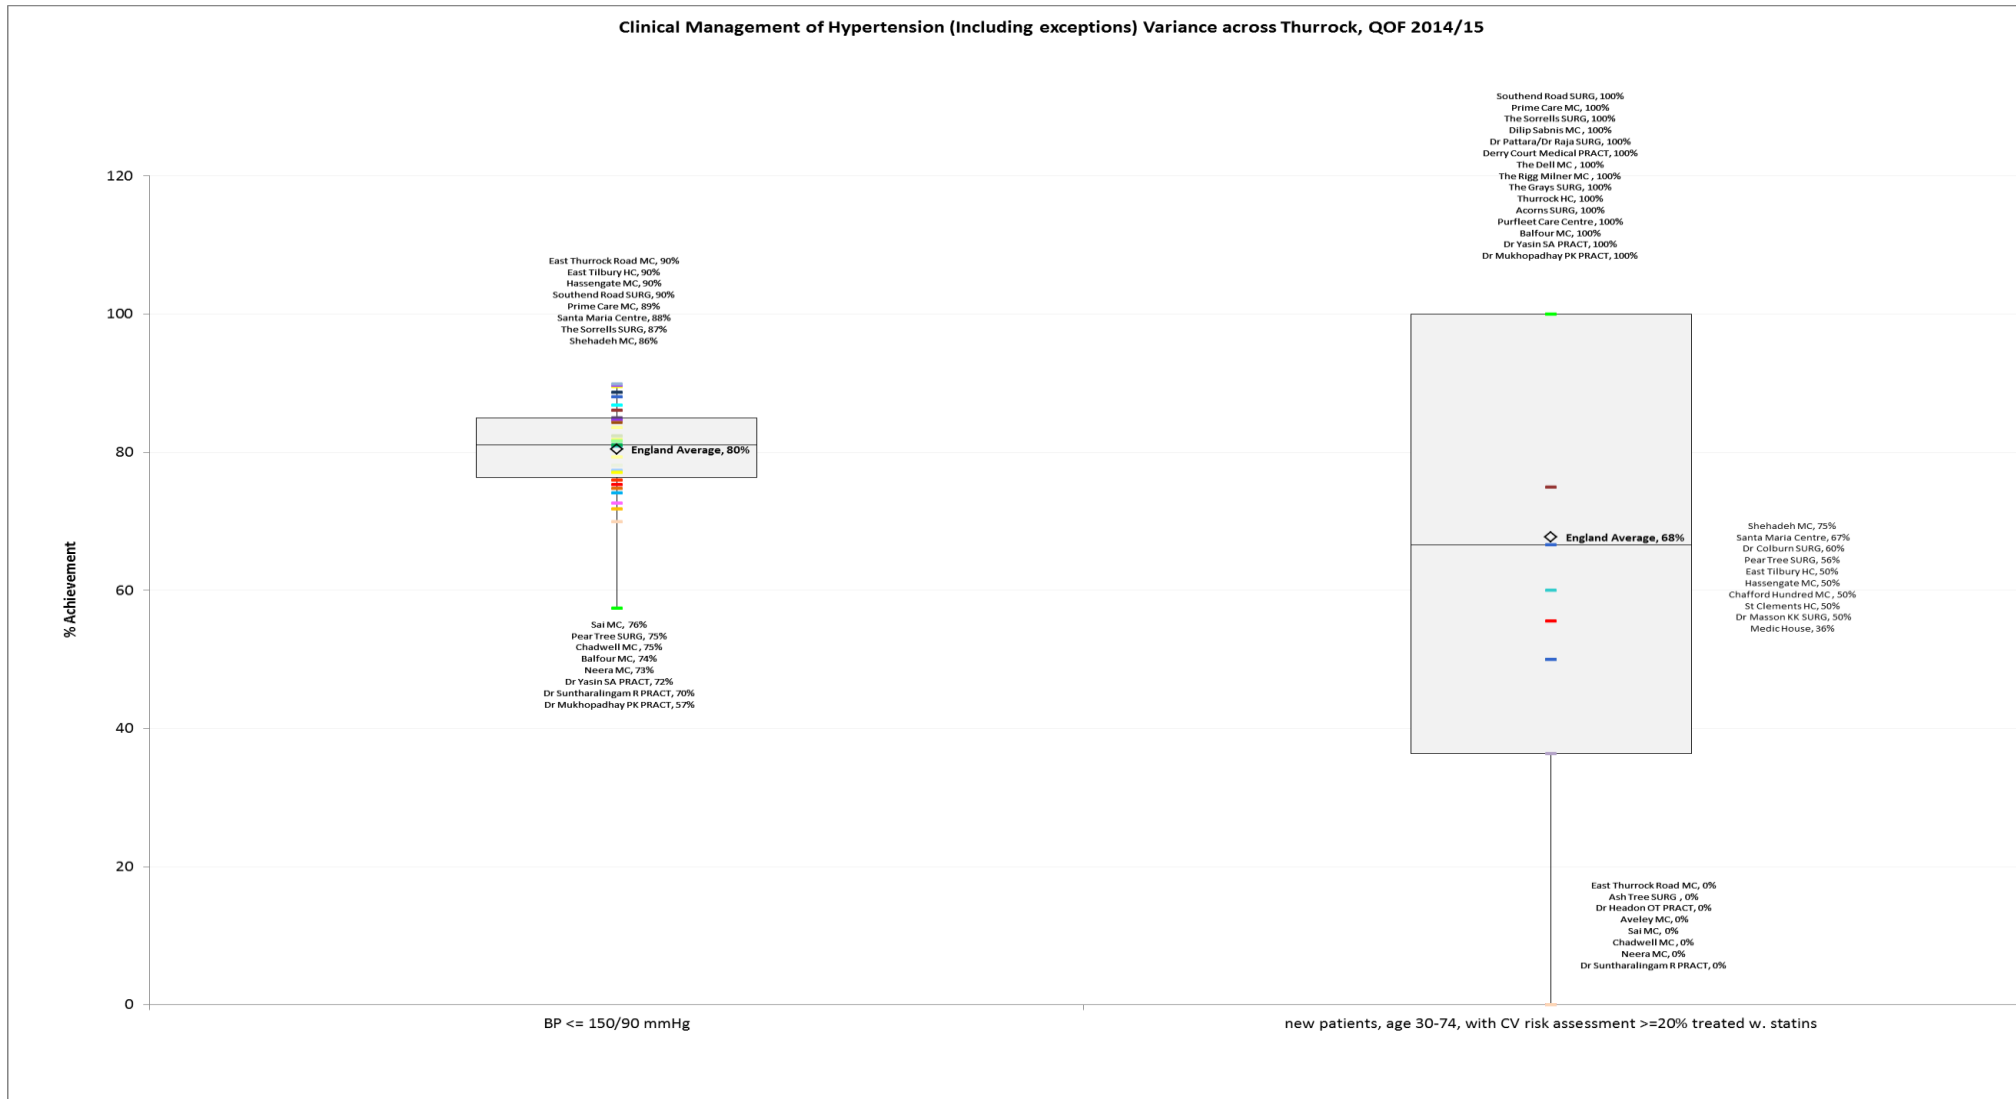 Clinical Management of Hypertension (Including exceptions) Variance across Thurrock, QOF 2014/15
% Achievement
120
100
80
60
40
20
0
East Thurrock Road MC, 90%
East Tilbury HC, 90%
Hassengate MC, 90%
Southend Road SURG, 90%
Prime Care MC, 89%
Santa Maria Centre, 88%
The Sorrells SURG, 87%
Shehadeh MC, 86%
England Average, 80%
Sai MC, 76%
Pear Tree SURG, 75%
Chadwell MC, 75%
Balfour MC, 74%
Neera MC, 73%
Dr Yasin SA PRACT, 72%
Dr Suntharalingam R PRACT, 70%
Dr Mukhopadhay PK PRACT, 57%
Southend Road SURG, 100%
Prime Care MC, 100%
The Sorrells SURG, 100%
Dilip Sabnis MC , 100%
Dr Pattara/Dr Raja SURG, 100%
Derry Court Medical PRACT, 100%
The Dell MC , 100%
The Rigg Milner MC , 100%
The Grays SURG, 100%
Thurrock HC, 100%
Acorns SURG, 100%
Purfleet Care Centre, 100%
Balfour MC, 100%
Dr Yasin SA PRACT, 100%
Dr Mukhopadhay PK PRACT, 100%
England Average, 68%
Shehadeh MC, 75%
Santa Maria Centre, 67%
Dr Colburn SURG, 60%
Pear Tree SURG, 56%
East Tilbury HC, 50%
Hassengate MC, 50%
Chafford Hundred MC , 50%
St Clements HC, 50%
Dr Masson KK SURG, 50%
Medic House, 36%
East Thurrock Road MC, 0%
Ash Tree SURG , 0%
Dr Headon OT PRACT, 0%
Aveley MC, 0%
Sai MC, 0%
Chadwell MC , 0%
Neera MC, 0%
Dr Suntharalingam R PRACT, 0%
BP <= 150/90 mmHg
new patients, age 30-74, with CV risk assessment >=20% treated w. statins